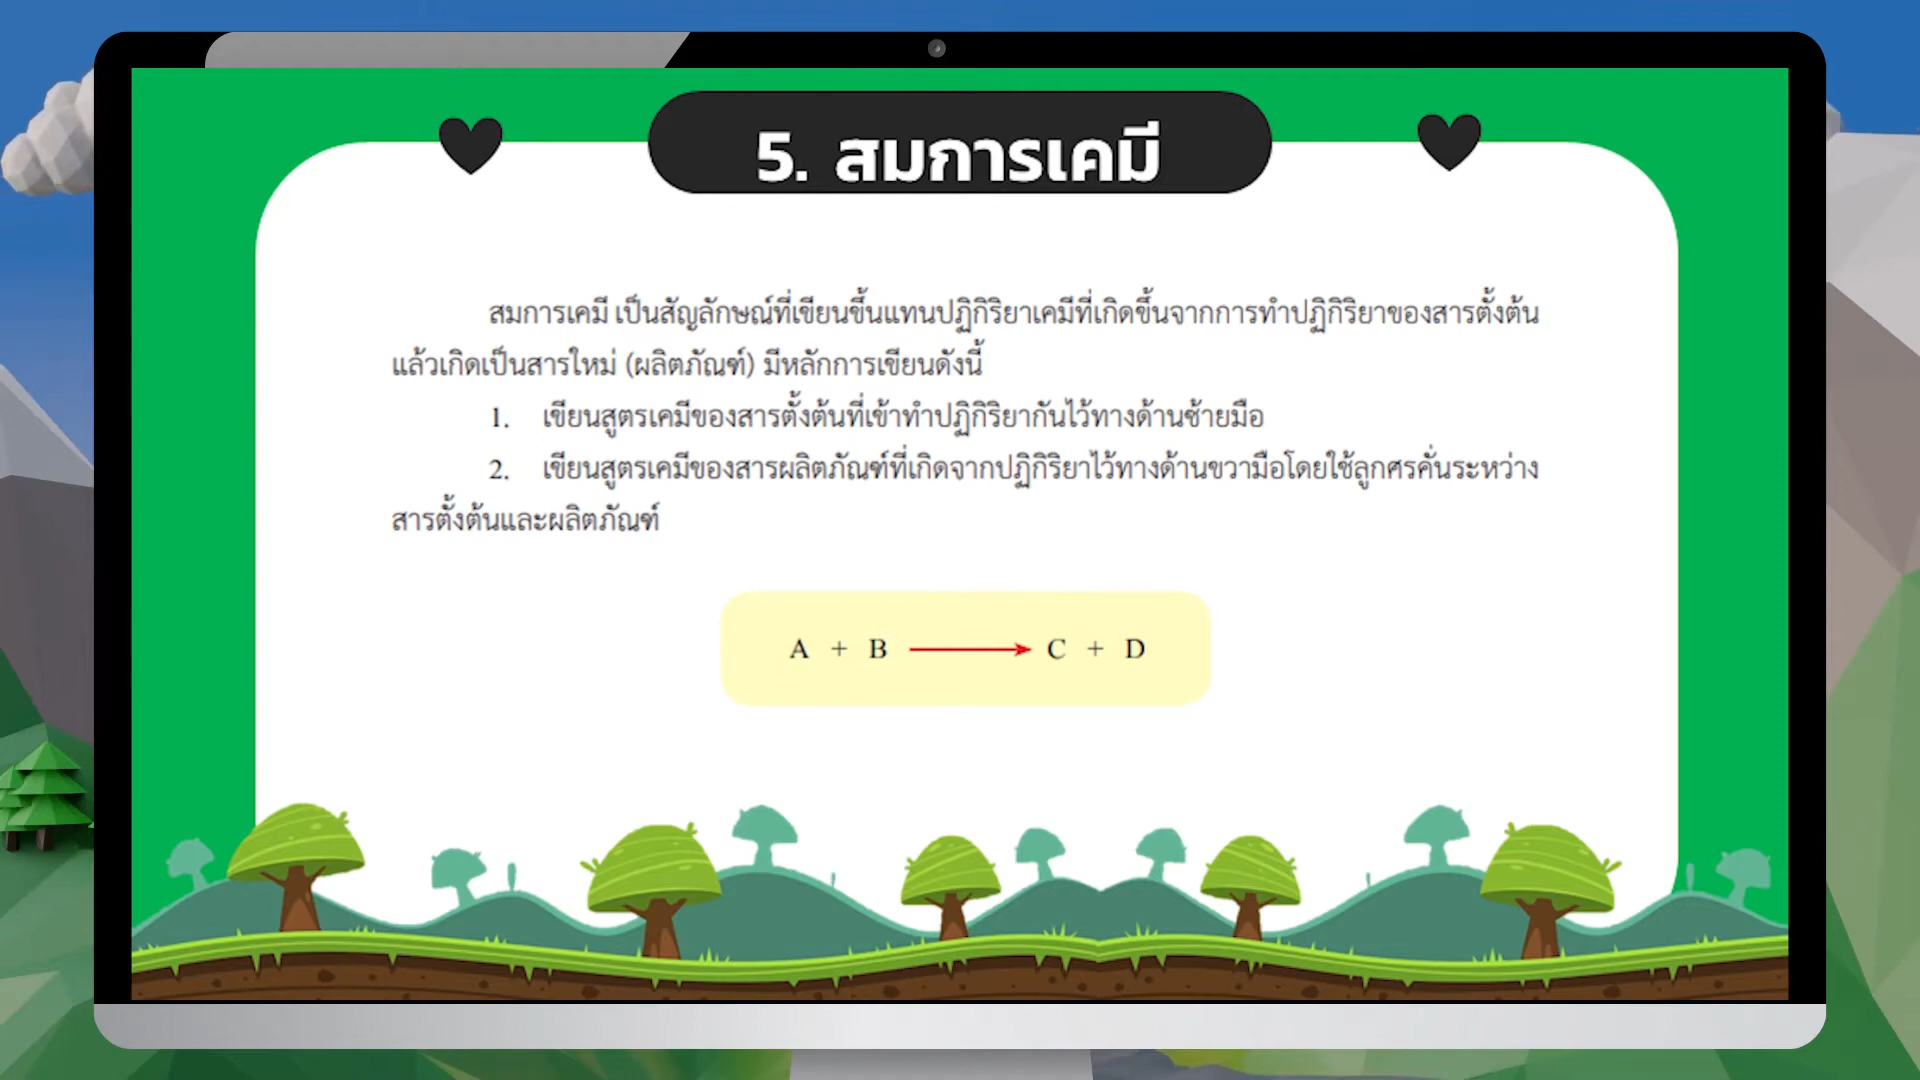 5. สมการเคมี
สมการเคมี เป็นสัญลักษณ์ที่เขียนขึ้นแทนปฏิกิริยาเคมีที่เกิดขึ้นจากการทำปฏิกิริยาของสารตั้งต้น
แล้วเกิดเป็นสารใหม่ (ผลิตภัณฑ์) มีหลักการเขียนดังนี้
1. เขียนสูตรเคมีของสารตั้งต้นที่เข้าทำปฏิกิริยากันไว้ทางด้านซ้ายมือ
2. เขียนสูตรเคมีของสารผลิตภัณฑ์ที่เกิดจากปฏิกิริยาไว้ทางด้านขวามือโดยใช้ลูกศรคั่นระหว่าง
สารตั้งต้นและผลิตภัณฑ์
A + B ⟶ C + D